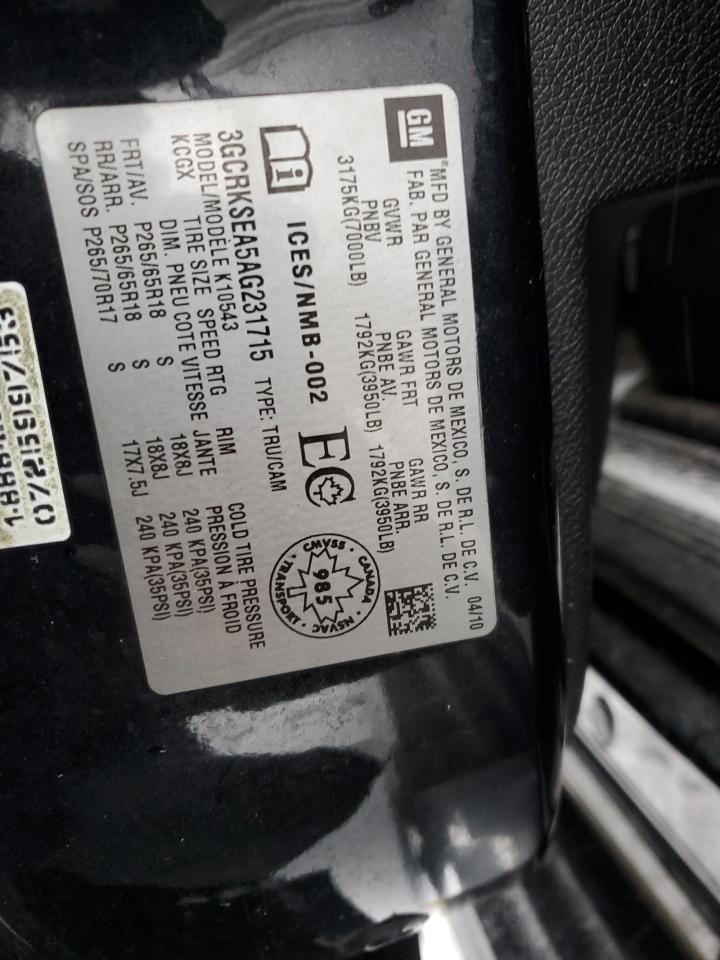 GM
®MFD BY GENERAL MOTORS DE MEXICO, S. DE R.L. DE C.V. 04/10
FAB. PAR GENERAL MOTORS DE MEXICO, S. DE R.L. DE C.V.
GVWR GAWR FRT GAWR RR
PNBV PNBE AV. PNBE ARR.
3175KG(7000LB) 1792KG(3950LB) 1792KG(3950LB)
i ICES/NMB-002 EC
CANADA · CMVSS · TRANSPORT · NSVAC
985
3GCRKSEA5AG231715 TYPE: TRU/CAM
MODEL/MODÈLE K10543
KCGX TIRE SIZE SPEED RTG RIM COLD TIRE PRESSURE
DIM. PNEU COTE VITESSE JANTE PRESSION À FROID
FRT/AV. P265/65R18 S 18X8J 240 KPA(35PSI)
RR/ARR. P265/65R18 S 18X8J 240 KPA(35PSI)
SPA/SOS P265/70R17 S 17X7.5J 240 KPA(35PSI)